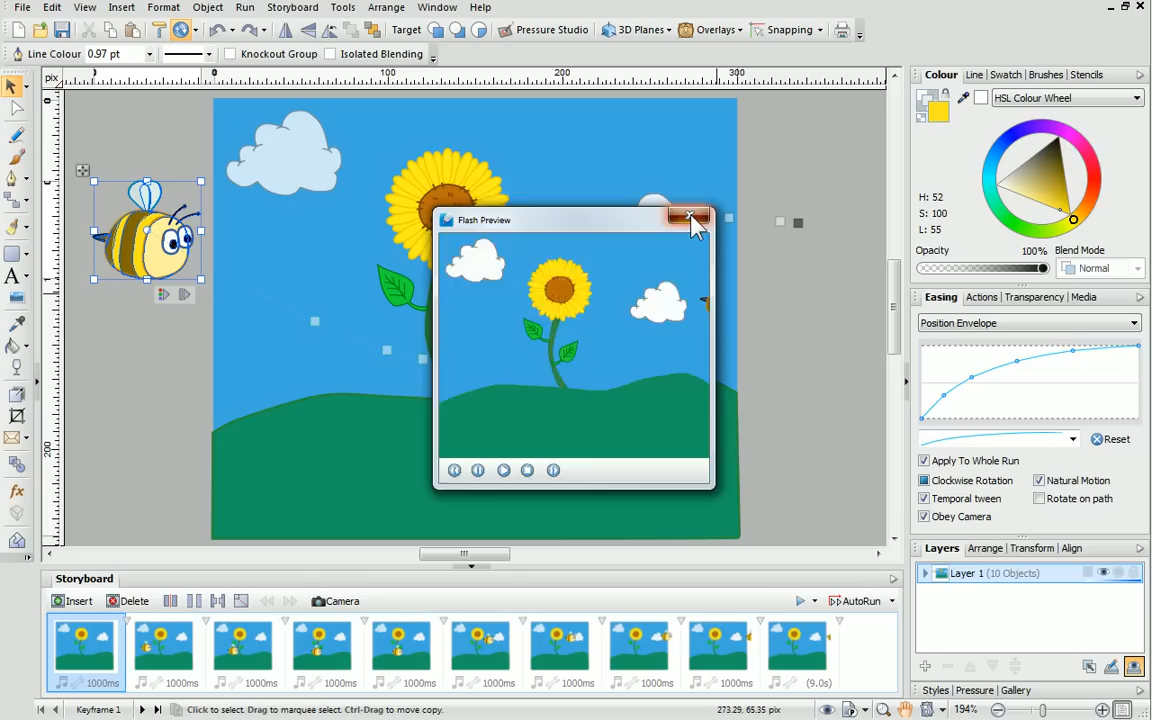 File Edit View Insert Format Object Run Storyboard Tools Arrange Window Help
Target Pressure Studio 3D Planes Overlays Snapping
Line Colour 0.97 pt Knockout Group Isolated Blending
pix 0 100 200 300
Colour Line Swatch Brushes Stencils
HSL Colour Wheel
H: 52
S: 100
L: 55
Opacity 100% Blend Mode
Normal
Flash Preview
Easing Actions Transparency Media
Position Envelope
Reset
Apply To Whole Run
Clockwise Rotation Natural Motion
Temporal tween Rotate on path
Obey Camera
200
Layers Arrange Transform Align
Layer 1 (10 Objects)
Storyboard
Insert Delete Camera AutoRun
1000ms 1000ms 1000ms 1000ms 1000ms 1000ms 1000ms 1000ms 1000ms (9.0s)
Styles Pressure Gallery
Keyframe 1 Click to select. Drag to marquee select. Ctrl-Drag to move copy. 273.29, 65.35 pix 194%